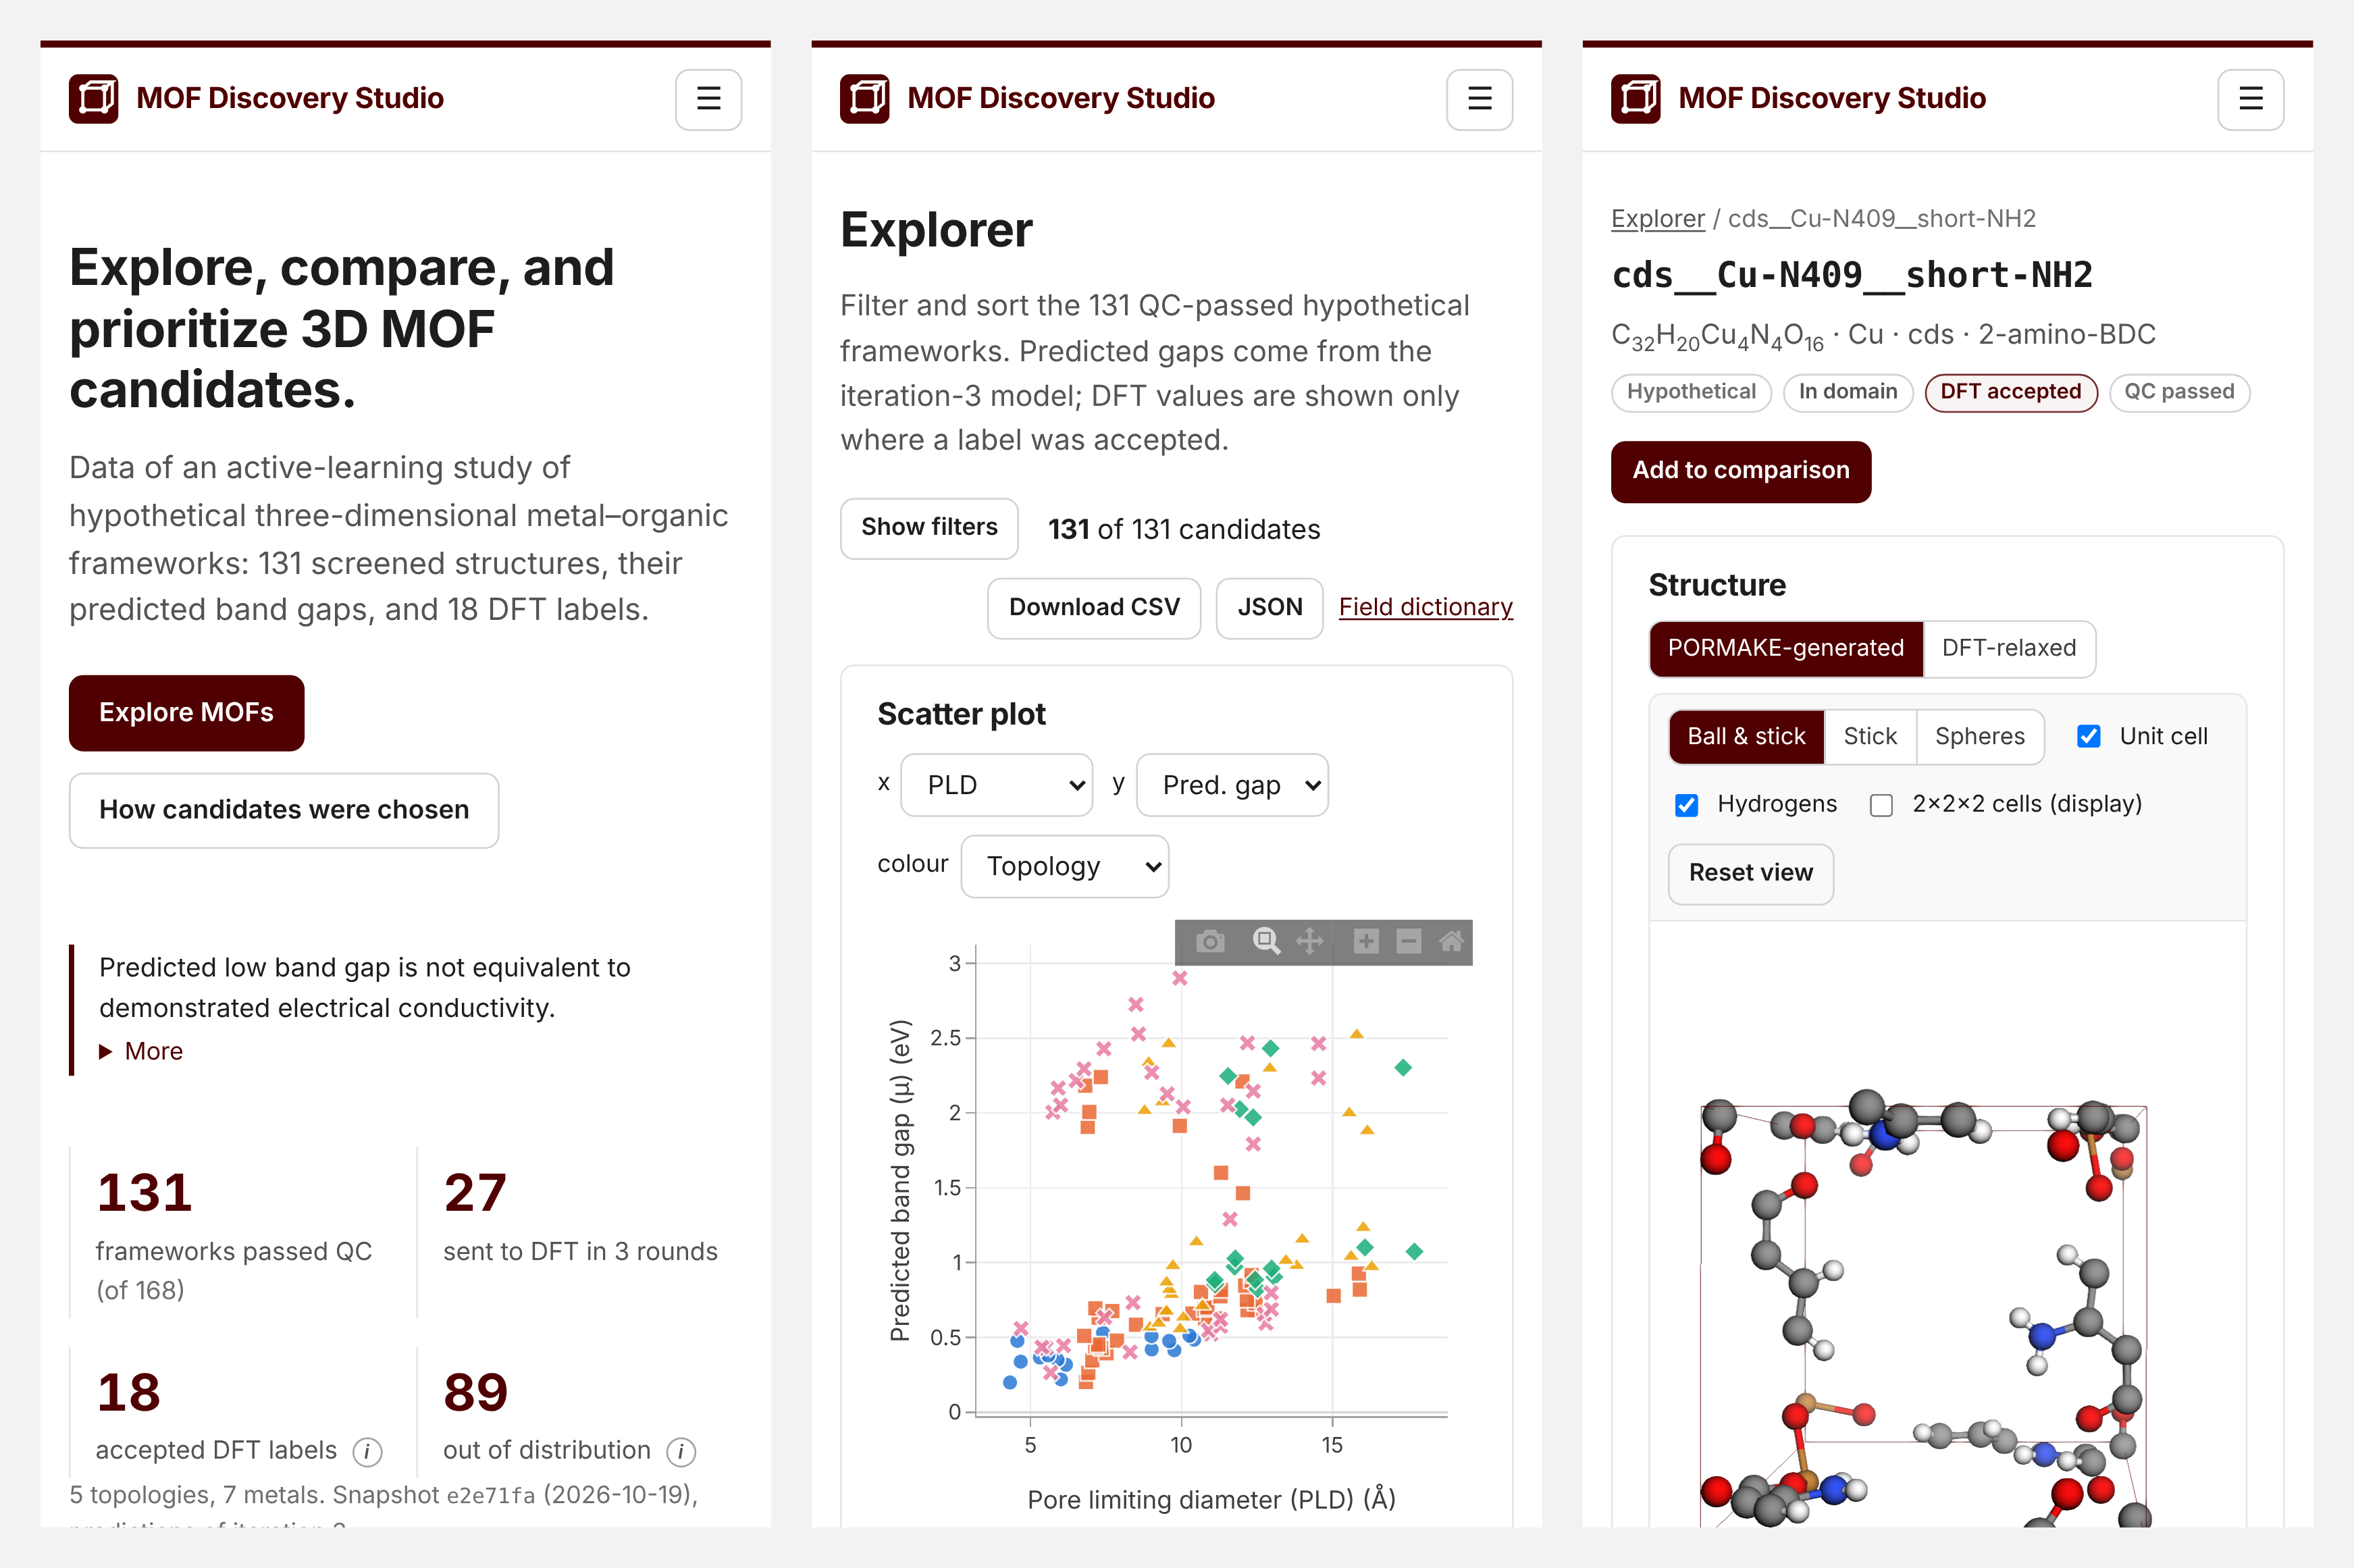 MOF Discovery Studio
☰
Explore, compare, and
prioritize 3D MOF
candidates.
Data of an active-learning study of
hypothetical three-dimensional metal–organic
frameworks: 131 screened structures, their
predicted band gaps, and 18 DFT labels.
Explore MOFs
How candidates were chosen
Predicted low band gap is not equivalent to
demonstrated electrical conductivity.
▶ More
131
frameworks passed QC
(of 168)
27
sent to DFT in 3 rounds
18
accepted DFT labels i
89
out of distribution i
5 topologies, 7 metals. Snapshot e2e71fa (2026-10-19),
MOF Discovery Studio
☰
Explorer
Filter and sort the 131 QC-passed hypothetical
frameworks. Predicted gaps come from the
iteration-3 model; DFT values are shown only
where a label was accepted.
Show filters 131 of 131 candidates
Download CSV JSON Field dictionary
Scatter plot
x PLD y Pred. gap
colour Topology
Predicted band gap (μ) (eV)
3
2.5
2
1.5
1
0.5
0
5 10 15
Pore limiting diameter (PLD) (Å)
MOF Discovery Studio
☰
Explorer / cds__Cu-N409__short-NH2
cds__Cu-N409__short-NH2
C32H20Cu4N4O16 · Cu · cds · 2-amino-BDC
Hypothetical In domain DFT accepted QC passed
Add to comparison
Structure
PORMAKE-generated DFT-relaxed
Ball & stick Stick Spheres Unit cell
Hydrogens 2×2×2 cells (display)
Reset view